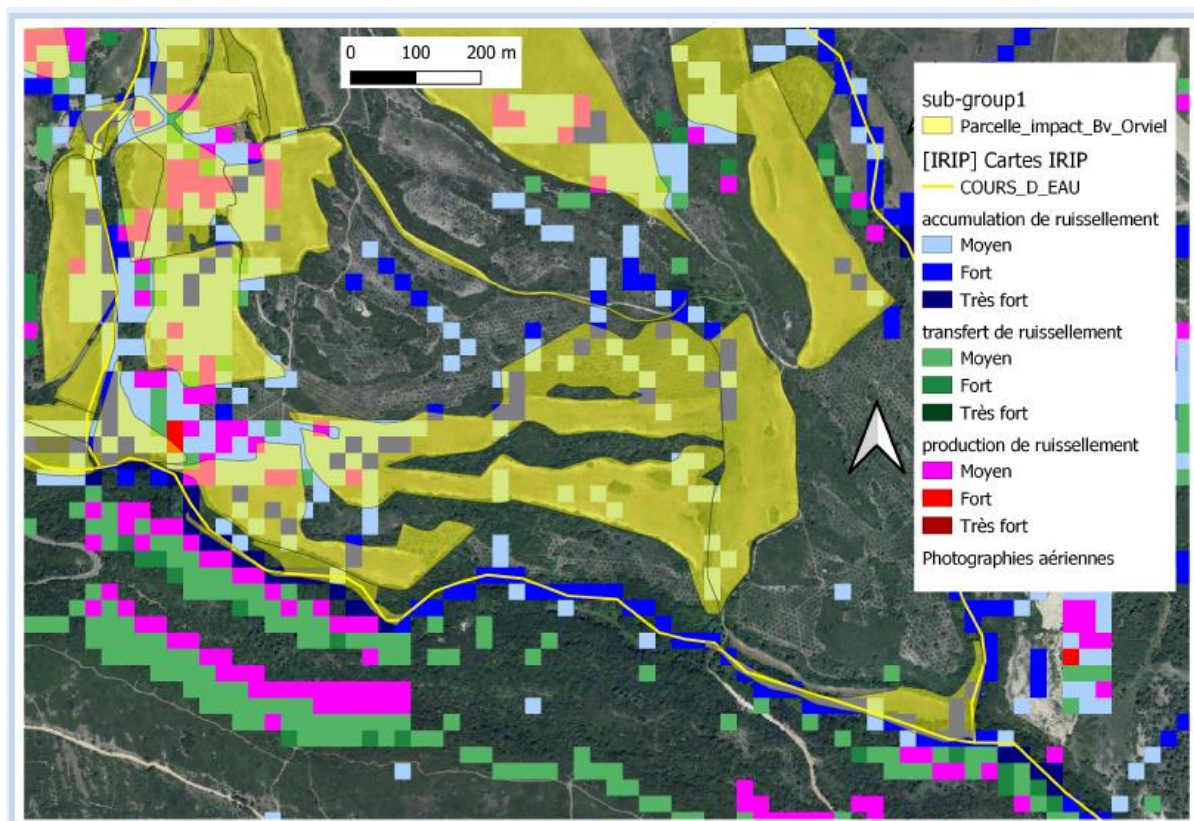 0 100 200 m
sub-group1
Parcelle_impact_Bv_Orviel
[IRIP] Cartes IRIP
COURS_D_EAU
accumulation de ruissellement
Moyen
Fort
Très fort
transfert de ruissellement
Moyen
Fort
Très fort
production de ruissellement
Moyen
Fort
Très fort
Photographies aériennes